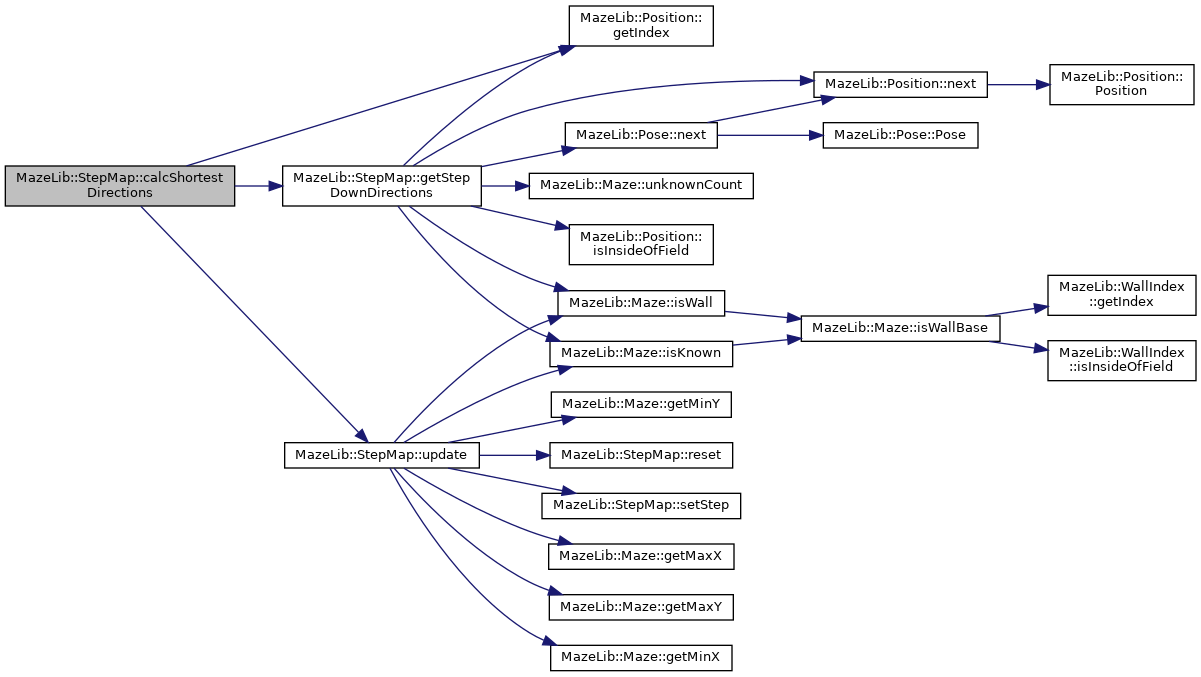 MazeLib::Position::
getIndex
MazeLib::Position::next
MazeLib::Position::
Position
MazeLib::Pose::next
MazeLib::Pose::Pose
MazeLib::StepMap::calcShortest
Directions
MazeLib::StepMap::getStep
DownDirections
MazeLib::Maze::unknownCount
MazeLib::Position::
isInsideOfField
MazeLib::Maze::isWall
MazeLib::WallIndex
::getIndex
MazeLib::Maze::isWallBase
MazeLib::Maze::isKnown
MazeLib::WallIndex
::isInsideOfField
MazeLib::Maze::getMinY
MazeLib::StepMap::update
MazeLib::StepMap::reset
MazeLib::StepMap::setStep
MazeLib::Maze::getMaxX
MazeLib::Maze::getMaxY
MazeLib::Maze::getMinX